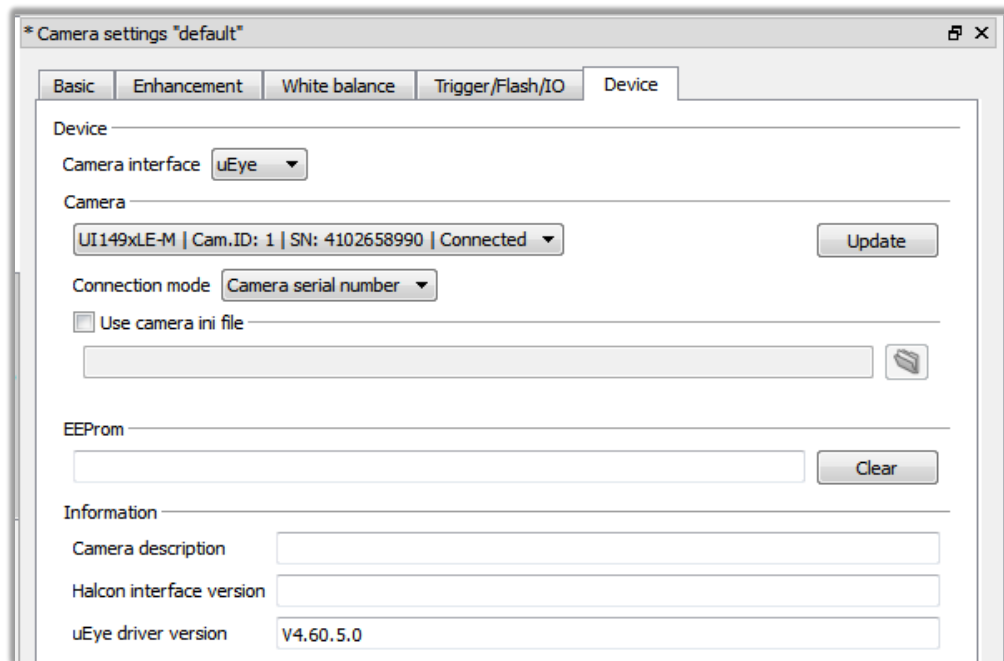 * Camera settings "default"
Basic Enhancement White balance Trigger/Flash/IO Device
Device
Camera interface uEye
Camera
UI149xLE-M | Cam.ID: 1 | SN: 4102658990 | Connected Update
Connection mode Camera serial number
Use camera ini file
EEProm
Clear
Information
Camera description
Halcon interface version
uEye driver version V4.60.5.0